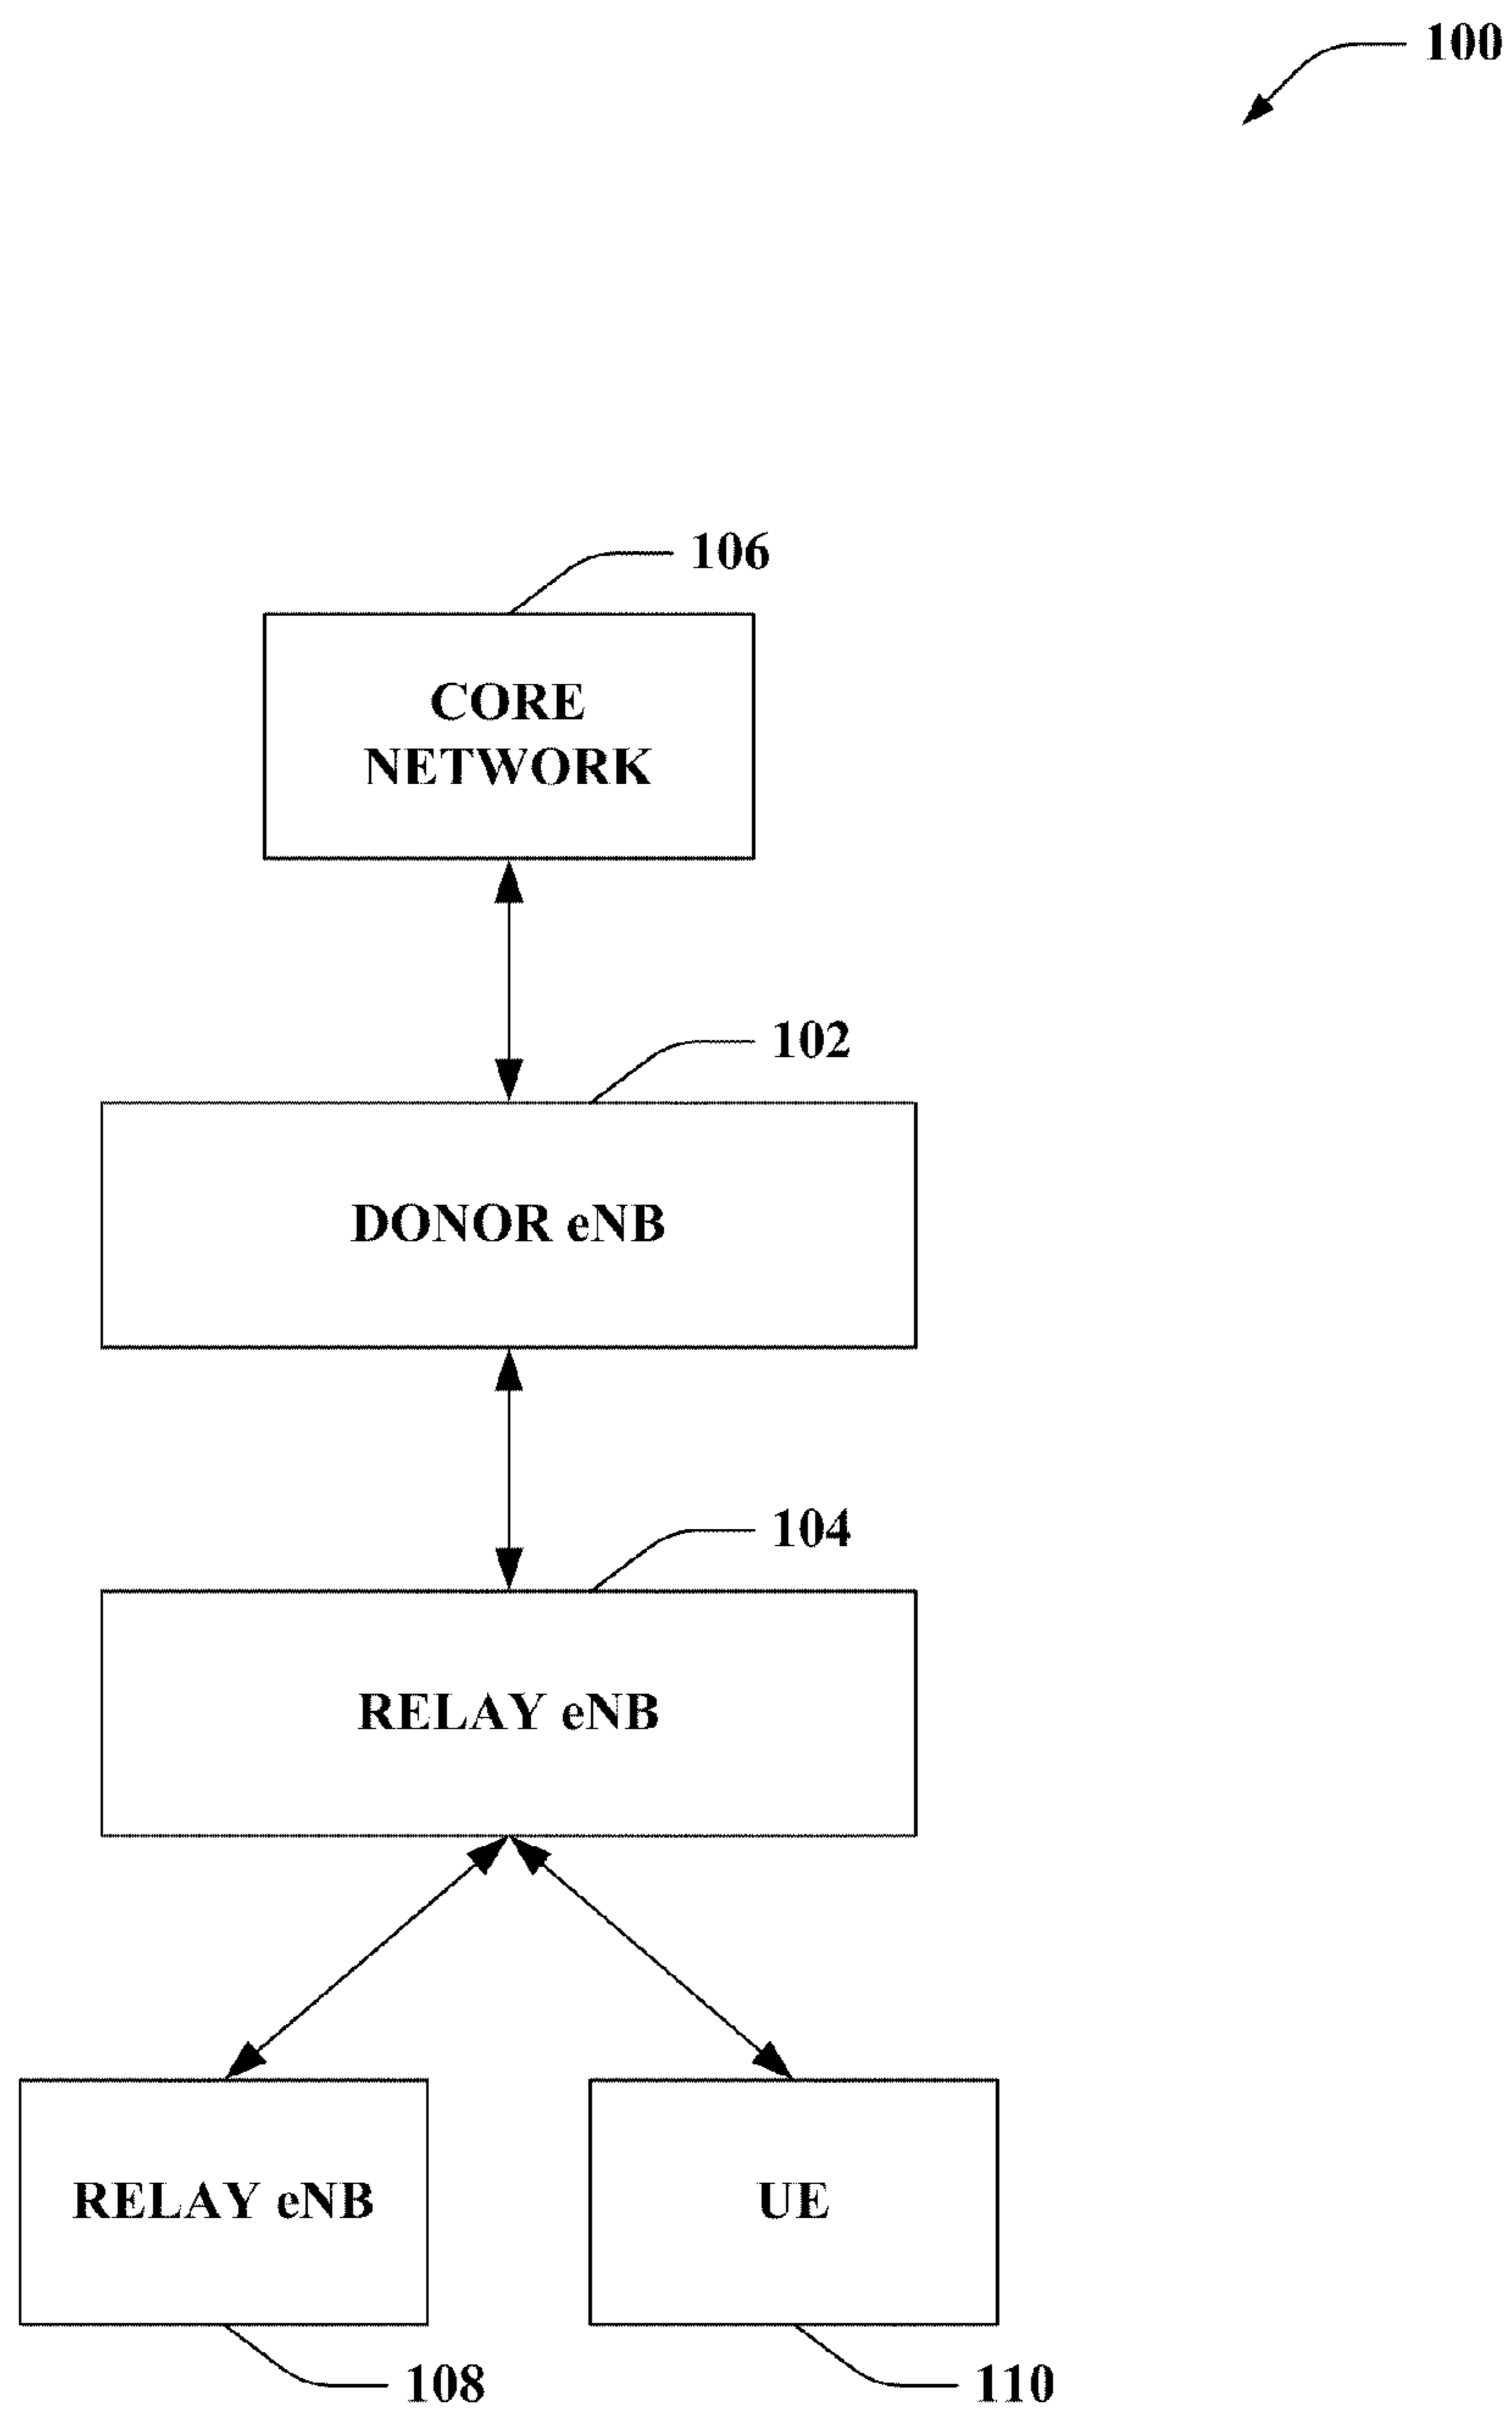 100
106
CORE
NETWORK
102
DONOR eNB
104
RELAY eNB
RELAY eNB
UE
108
110